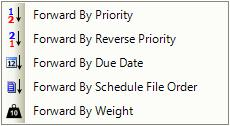 Forward By Priority
Forward By Reverse Priority
Forward By Due Date
Forward By Schedule File Order
Forward By Weight